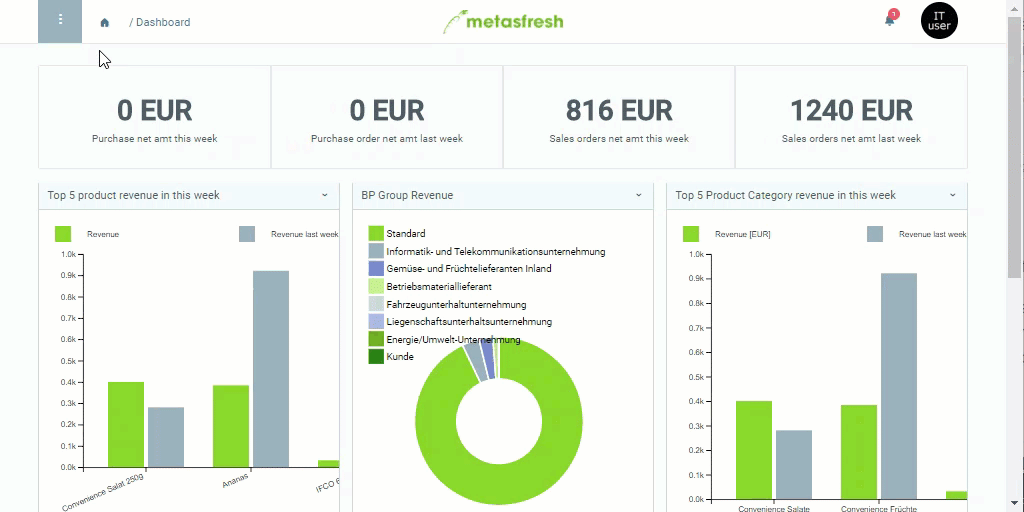 / Dashboard
metasfresh
1
IT
user
0 EUR
Purchase net amt this week
0 EUR
Purchase order net amt last week
816 EUR
Sales orders net amt this week
1240 EUR
Sales orders net amt last week
Top 5 product revenue in this week
Revenue
Revenue last week
1.0k
0.9k
0.8k
0.7k
0.6k
0.5k
0.4k
0.3k
0.2k
0.1k
0.0k
Convenience Salat 250g
Ananas
IFCO 6
BP Group Revenue
Standard
Informatik- und Telekommunikationsunternehmung
Gemüse- und Früchtelieferanten Inland
Betriebsmateriallieferant
Fahrzeugunterhaltunternehmung
Liegenschaftsunterhaltsunternehmung
Energie/Umwelt-Unternehmung
Kunde
Top 5 Product Category revenue in this week
Revenue [EUR]
Revenue last week
1.0k
0.9k
0.8k
0.7k
0.6k
0.5k
0.4k
0.3k
0.2k
0.1k
0.0k
Convenience Salate
Convenience Früchte